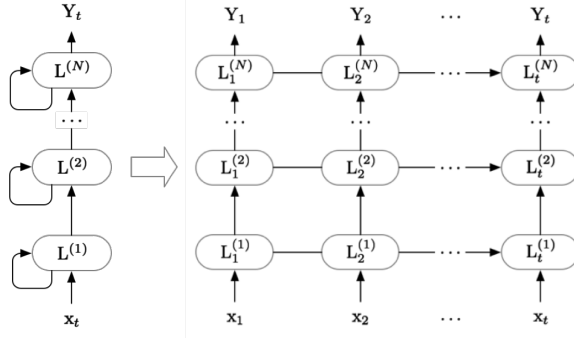 Y_t
L^{(N)}
...
L^{(2)}
L^{(1)}
x_t
Y_1 Y_2 ... Y_t
L_1^{(N)} L_2^{(N)} ... L_t^{(N)}
... ... ...
L_1^{(2)} L_2^{(2)} ... L_t^{(2)}
L_1^{(1)} L_2^{(1)} ... L_t^{(1)}
x_1 x_2 ... x_t